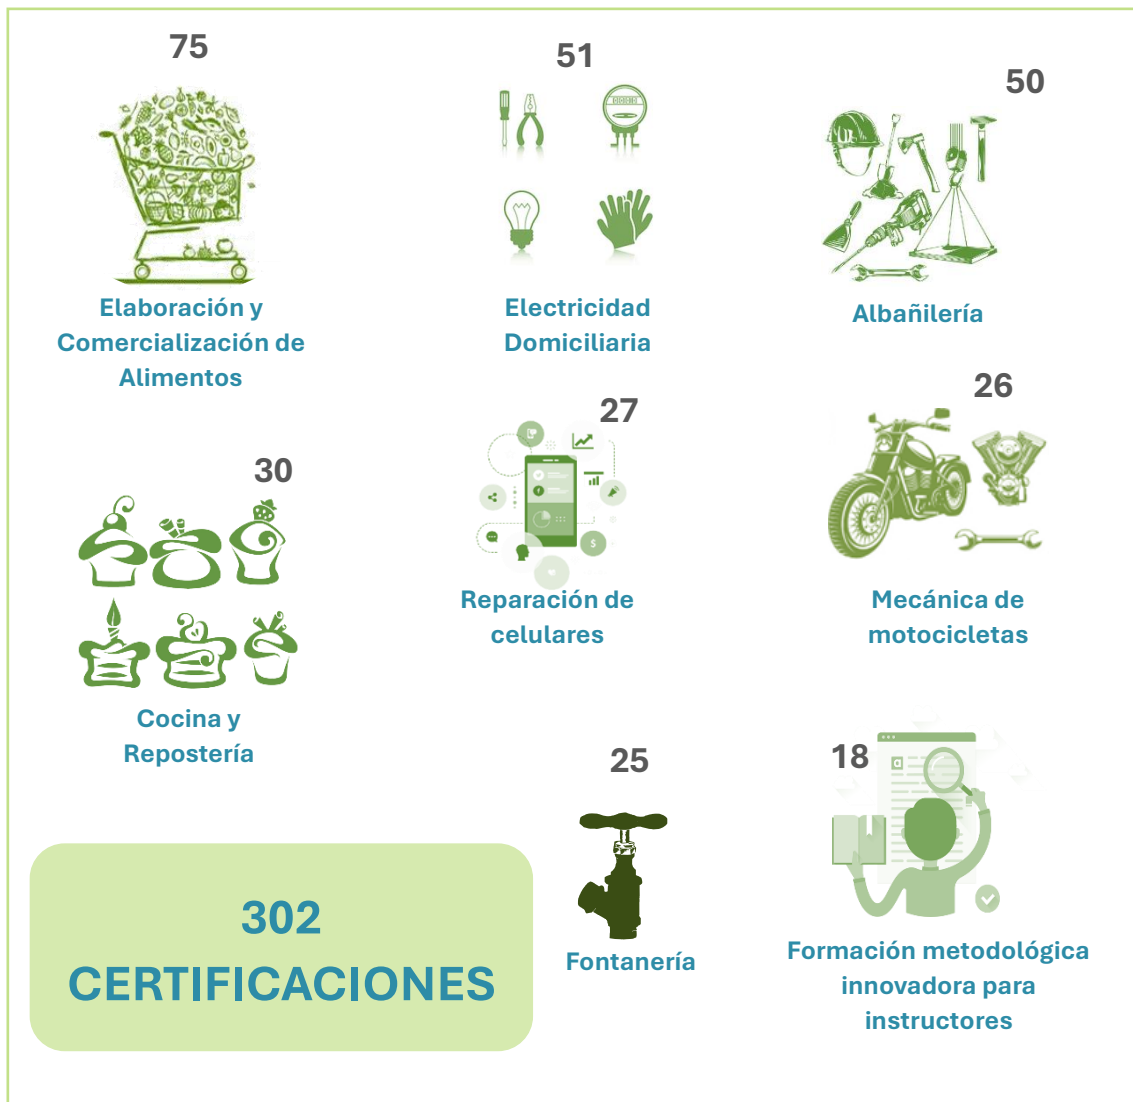 75
Elaboración y
Comercialización de
Alimentos
51
Electricidad
Domiciliaria
50
Albañilería
30
Cocina y
Repostería
27
Reparación de
celulares
26
Mecánica de
motocicletas
25
Fontanería
18
a
Formación metodológica
innovadora para
instructores
302
CERTIFICACIONES